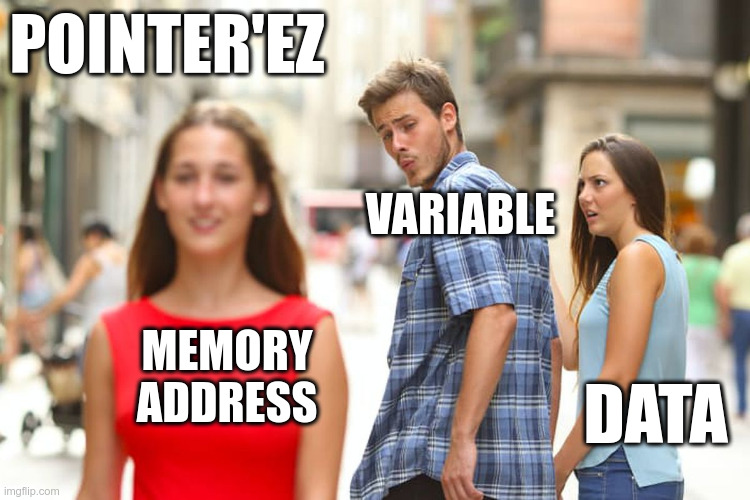 POINTER'EZ
VARIABLE
MEMORY
ADDRESS
DATA
imgflip.com